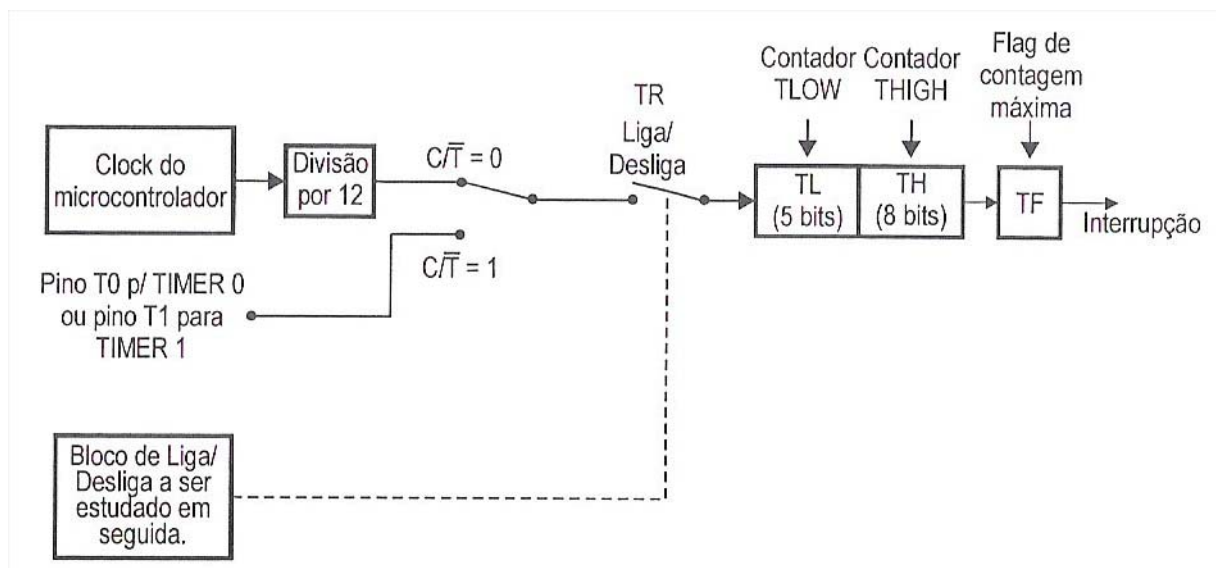 Clock do
microcontrolador
Divisão
por 12
C/T̅ = 0
C/T̅ = 1
TR
Liga/
Desliga
Contador
TLOW
Contador
THIGH
Flag de
contagem
máxima
TL
(5 bits)
TH
(8 bits)
TF
Interrupção
Pino T0 p/ TIMER 0
ou pino T1 para
TIMER 1
Bloco de Liga/
Desliga a ser
estudado em
seguida.